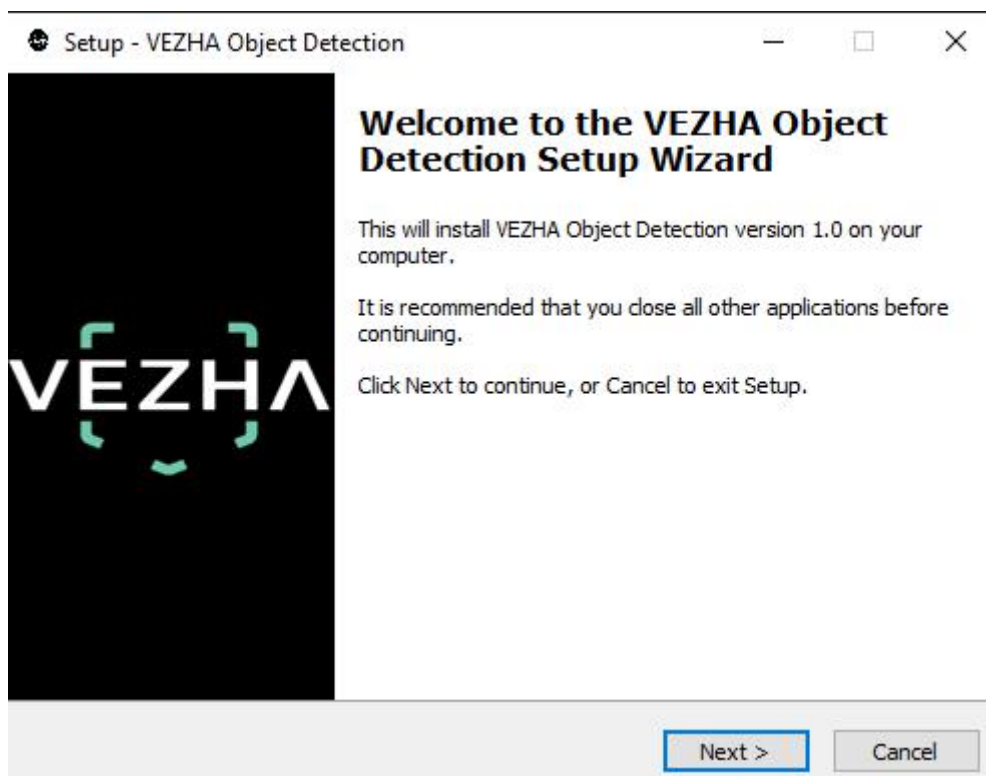 Setup - VEZHA Object Detection
VEZHA
Welcome to the VEZHA Object
Detection Setup Wizard
This will install VEZHA Object Detection version 1.0 on your
computer.
It is recommended that you close all other applications before
continuing.
Click Next to continue, or Cancel to exit Setup.
Next >
Cancel